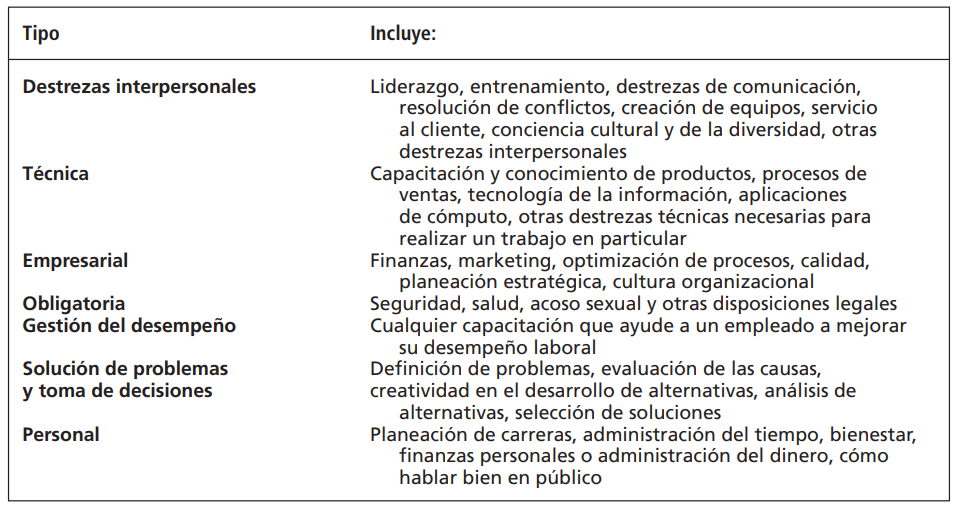 Tipo Incluye:
Destrezas interpersonales Liderazgo, entrenamiento, destrezas de comunicación,
resolución de conflictos, creación de equipos, servicio
al cliente, conciencia cultural y de la diversidad, otras
destrezas interpersonales
Técnica Capacitación y conocimiento de productos, procesos de
ventas, tecnología de la información, aplicaciones
de cómputo, otras destrezas técnicas necesarias para
realizar un trabajo en particular
Empresarial Finanzas, marketing, optimización de procesos, calidad,
planeación estratégica, cultura organizacional
Obligatoria Seguridad, salud, acoso sexual y otras disposiciones legales
Gestión del desempeño Cualquier capacitación que ayude a un empleado a mejorar
su desempeño laboral
Solución de problemas Definición de problemas, evaluación de las causas,
y toma de decisiones creatividad en el desarrollo de alternativas, análisis de
alternativas, selección de soluciones
Personal Planeación de carreras, administración del tiempo, bienestar,
finanzas personales o administración del dinero, cómo
hablar bien en público